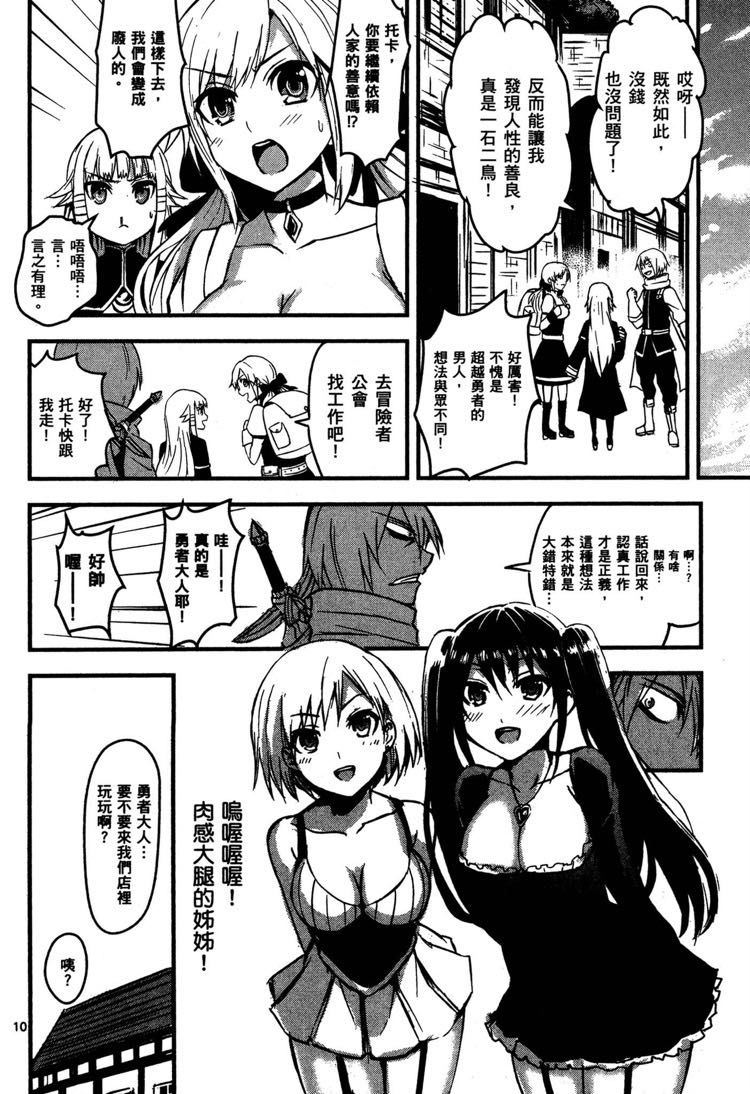 哎呀——
既然如此，
沒錢
也沒問題了！
反而能讓我
發現人性的善良，
真是一石二鳥！
好厲害！
不愧是
超越勇者的
男人，
想法與眾不同！
托卡，
你要繼續依賴
人家的善意嗎!?
這樣下去，
我們會變成
廢人的。
唔唔唔…
言…
言之有理。
去冒險者
公會
找工作吧！
好了！
托卡快跟
我走！
啊…？
有啥
關係…
話說回來，
認真工作
才是正義，
這種想法
本來就是
大錯特錯…
哇——！
真的是
勇者大人耶！
好帥
喔——！
嗚喔喔喔！
肉感大腿的姊姊！
勇者大人…
要不要來我們店裡
玩玩啊？
咦？
10